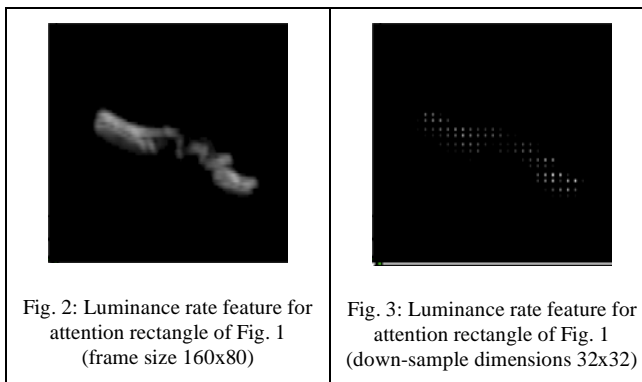 Fig. 2: Luminance rate feature for
attention rectangle of Fig. 1
(frame size 160x80)
Fig. 3: Luminance rate feature for
attention rectangle of Fig. 1
(down-sample dimensions 32x32)